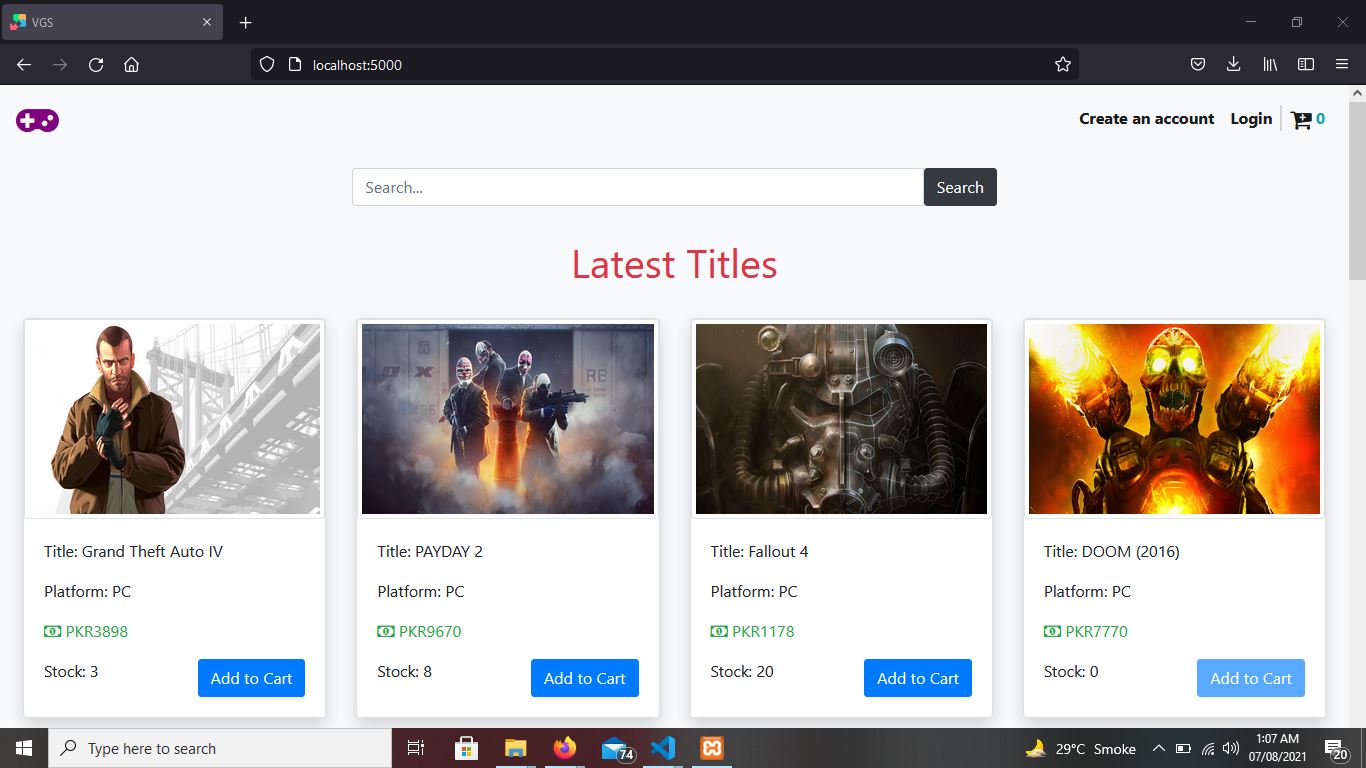 VGS
localhost:5000
Create an account Login 0
Search... Search
Latest Titles
RB
Title: Grand Theft Auto IV
Title: PAYDAY 2
Title: Fallout 4
Title: DOOM (2016)
Platform: PC
Platform: PC
Platform: PC
Platform: PC
PKR3898
PKR9670
PKR1178
PKR7770
Stock: 3 Add to Cart
Stock: 8 Add to Cart
Stock: 20 Add to Cart
Stock: 0 Add to Cart
Type here to search
74
29°C Smoke
1:07 AM
07/08/2021
20